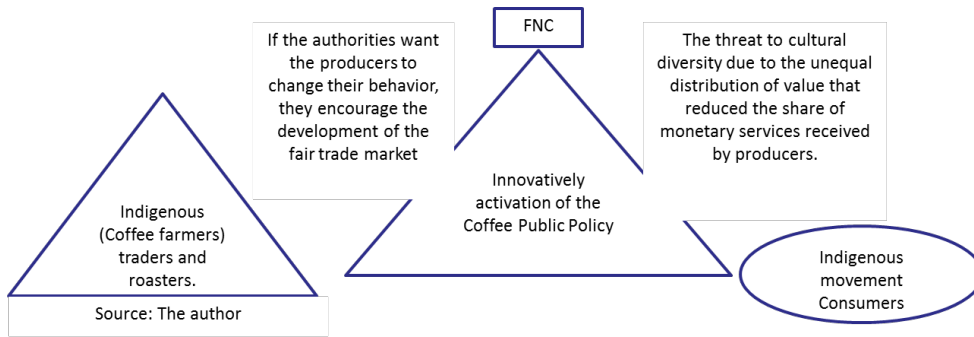 FNC
If the authorities want
the producers to
change their behavior,
they encourage the
development of the
fair trade market
The threat to cultural
diversity due to the unequal
distribution of value that
reduced the share of
monetary services received
by producers.
Innovatively
activation of the
Coffee Public Policy
Indigenous
(Coffee farmers)
traders and
roasters.
Indigenous
movement
Consumers
Source: The author